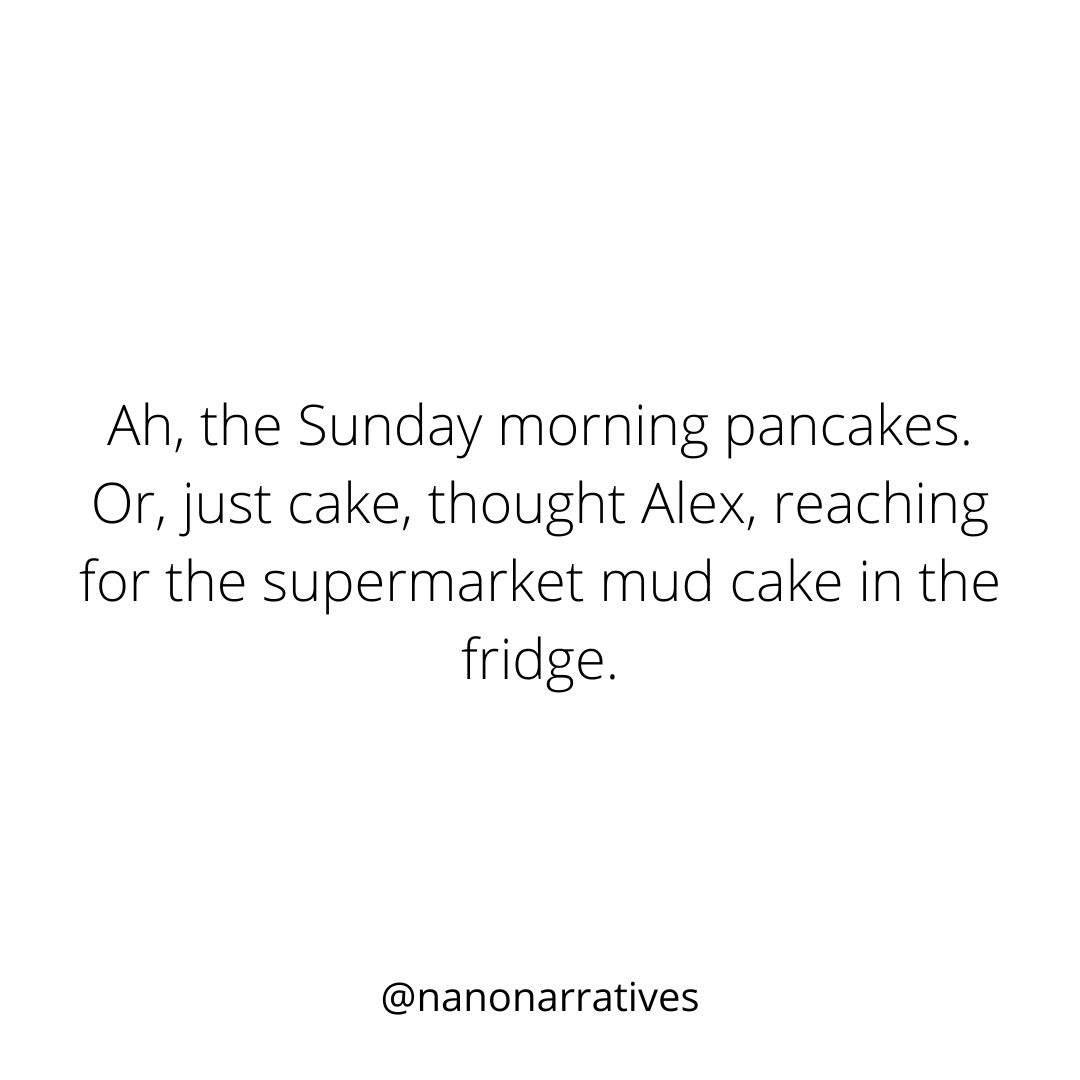 Ah, the Sunday morning pancakes.
Or, just cake, thought Alex, reaching
for the supermarket mud cake in the
fridge.
@nanonarratives